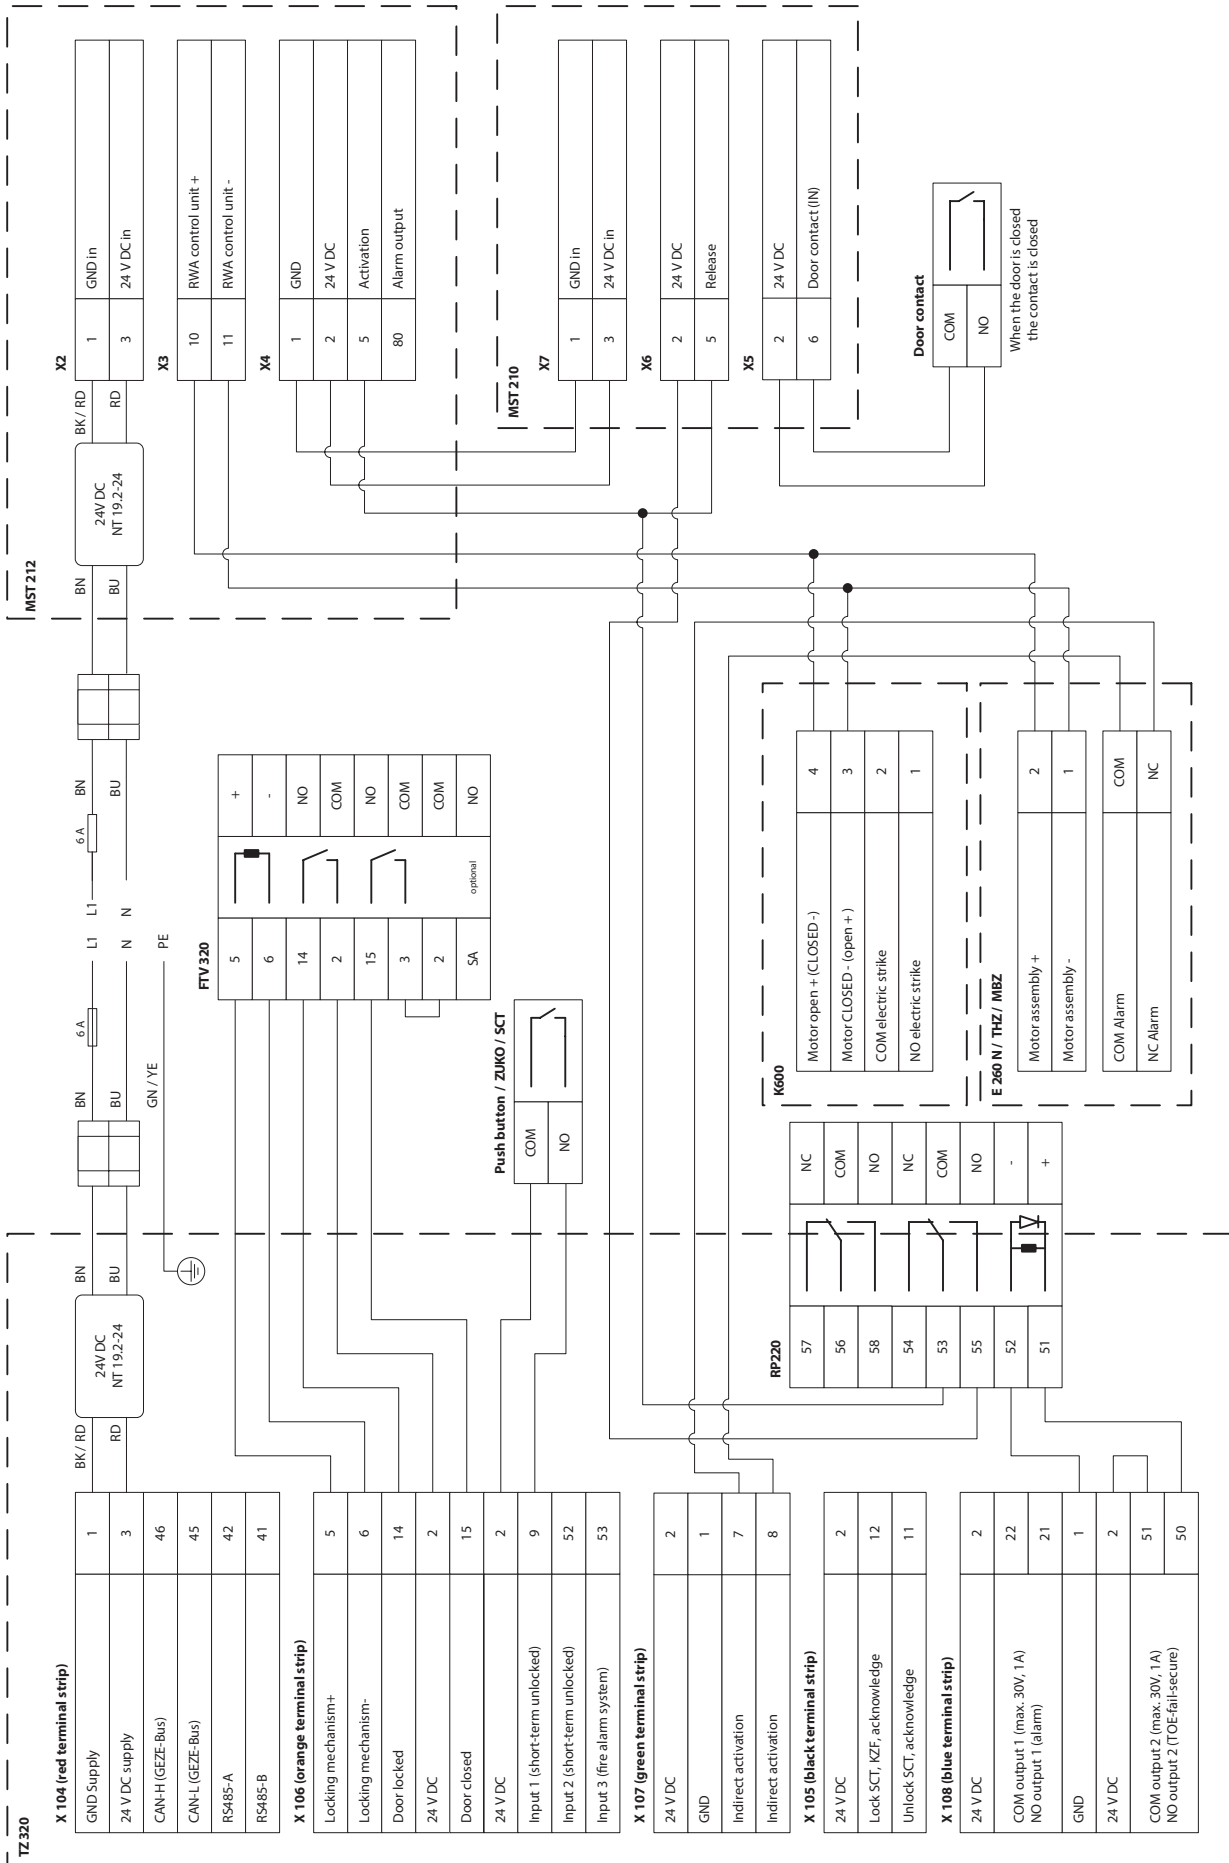 TZ 320
X 104 (red terminal strip)
GND Supply 1
24 V DC supply 3
CAN-H (GEZE-Bus) 46
CAN-L (GEZE-Bus) 45
RS485-A 42
RS485-B 41
X 106 (orange terminal strip)
Locking mechanism+ 5
Locking mechanism- 6
Door locked 14
24 V DC 2
Door closed 15
24 V DC 2
Input 1 (short-term unlocked) 9
Input 2 (short-term unlocked) 52
Input 3 (fire alarm system) 53
X 107 (green terminal strip)
24 V DC 2
GND 1
Indirect activation 7
Indirect activation 8
X 105 (black terminal strip)
24 V DC 2
Lock SCT, KZF, acknowledge 12
Unlock SCT, acknowledge 11
X 108 (blue terminal strip)
24 V DC 2
COM output 1 (max. 30V, 1A) 22
NO output 1 (alarm) 21
GND 1
24 V DC 2
COM output 2 (max. 30V, 1A) 51
NO output 2 (TOE-fail-secure) 50
BK / RD
RD
24V DC
NT 19.2-24
BN
BU
BN
BU
GN / YE
6 A
L1
N
PE
L1
N
6 A
BN
BU
FTV 320
5 +
6 -
14 NO
2 COM
15 NO
3 COM
2 COM
SA optional NO
Push button / ZUKO / SCT
COM
NO
RP220
57 NC
56 COM
58 NO
54 NC
53 COM
55 NO
52 -
51 +
K600
Motor open + (CLOSED -) 4
Motor CLOSED - (open + ) 3
COM electric strike 2
NO electric strike 1
E 260 N / THZ / MBZ
Motor assembly + 2
Motor assembly - 1
COM Alarm COM
NC Alarm NC
MST 212
BN
BU
24V DC
NT 19.2-24
BK / RD
RD
X2
1 GND in
3 24 V DC in
X3
10 RWA control unit +
11 RWA control unit -
X4
1 GND
2 24 V DC
5 Activation
80 Alarm output
MST 210
X7
1 GND in
3 24 V DC in
X6
2 24 V DC
5 Release
X5
2 24 V DC
6 Door contact (IN)
Door contact
COM
NO
When the door is closed
the contact is closed